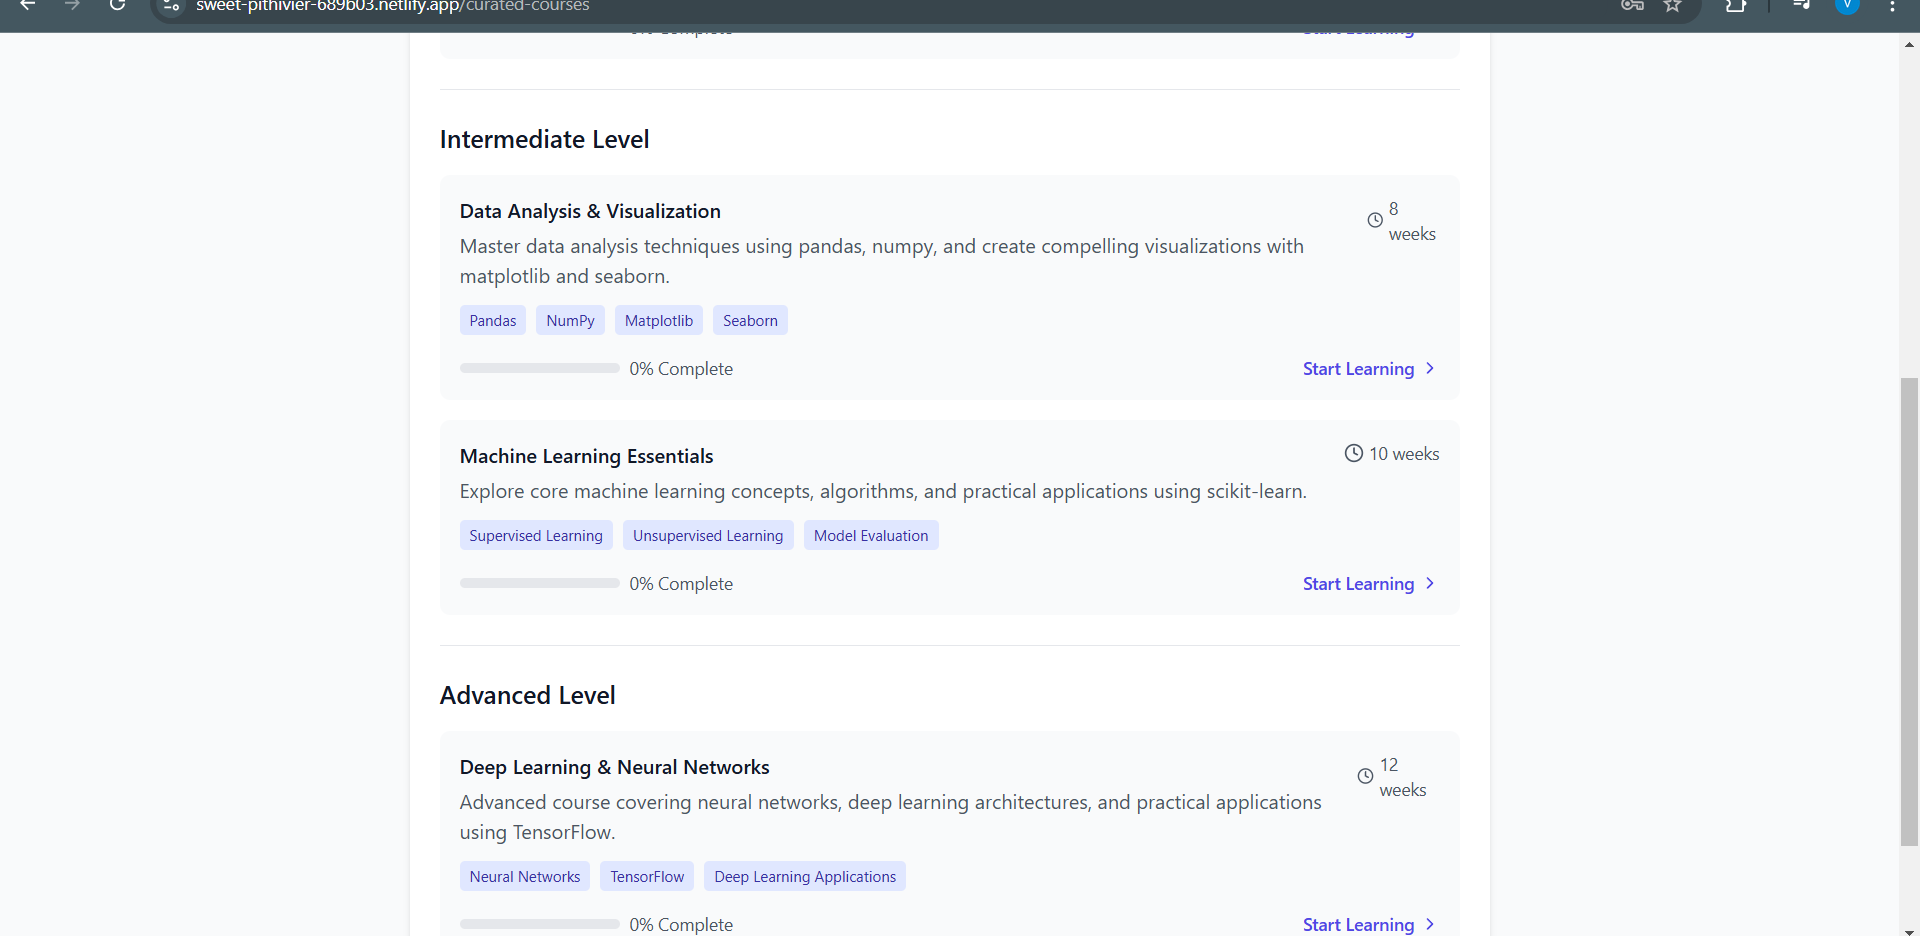 sweet-pithivier-689b03.netlify.app/curated-courses
V
0% Complete
Start Learning
Intermediate Level
Data Analysis & Visualization
8 weeks
Master data analysis techniques using pandas, numpy, and create compelling visualizations with
matplotlib and seaborn.
Pandas NumPy Matplotlib Seaborn
0% Complete
Start Learning
Machine Learning Essentials
10 weeks
Explore core machine learning concepts, algorithms, and practical applications using scikit-learn.
Supervised Learning Unsupervised Learning Model Evaluation
0% Complete
Start Learning
Advanced Level
Deep Learning & Neural Networks
12 weeks
Advanced course covering neural networks, deep learning architectures, and practical applications
using TensorFlow.
Neural Networks TensorFlow Deep Learning Applications
0% Complete
Start Learning